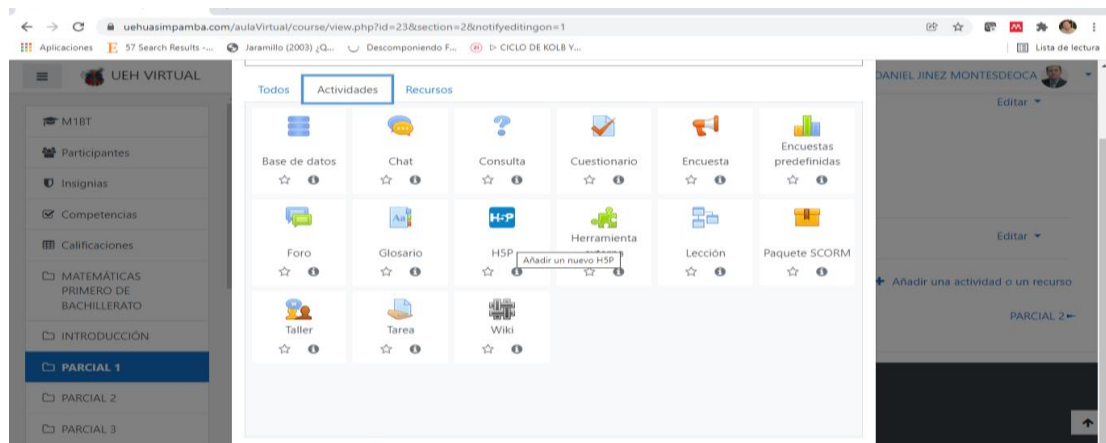 uehuasimpamba.com/aulaVirtual/course/view.php?id=23&section=2&notifyeditingon=1
Aplicaciones 57 Search Results -... Jaramillo (2003) ¿Q... Descomponiendo F... ▷ CICLO DE KOLB Y... Lista de lectura
UEH VIRTUAL
DANIEL JINEZ MONTESDEOCA
M1BT
Participantes
Insignias
Competencias
Calificaciones
MATEMÁTICAS
PRIMERO DE
BACHILLERATO
INTRODUCCIÓN
PARCIAL 1
PARCIAL 2
PARCIAL 3
Todos Actividades Recursos
Base de datos
Chat
Consulta
Cuestionario
Encuesta
Encuestas
predefinidas
Foro
Glosario
H5P
H5P
Añadir un nuevo H5P
Herramienta
Lección
Paquete SCORM
Taller
Tarea
Wiki
Editar
Editar
+ Añadir una actividad o un recurso
PARCIAL 2